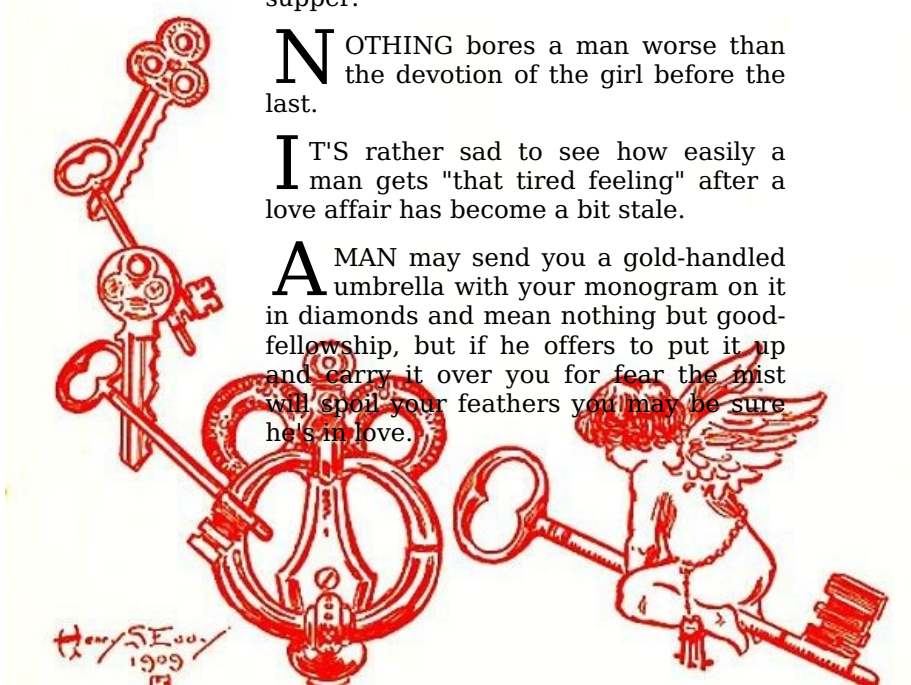 supper.
NOTHING bores a man worse than
the devotion of the girl before the
last.
IT'S rather sad to see how easily a
man gets "that tired feeling" after a
love affair has become a bit stale.
A MAN may send you a gold-handled
umbrella with your monogram on it
in diamonds and mean nothing but good-
fellowship, but if he offers to put it up
and carry it over you for fear the mist
will spoil your feathers you may be sure
he's in love.
Henry S Eddy
1909